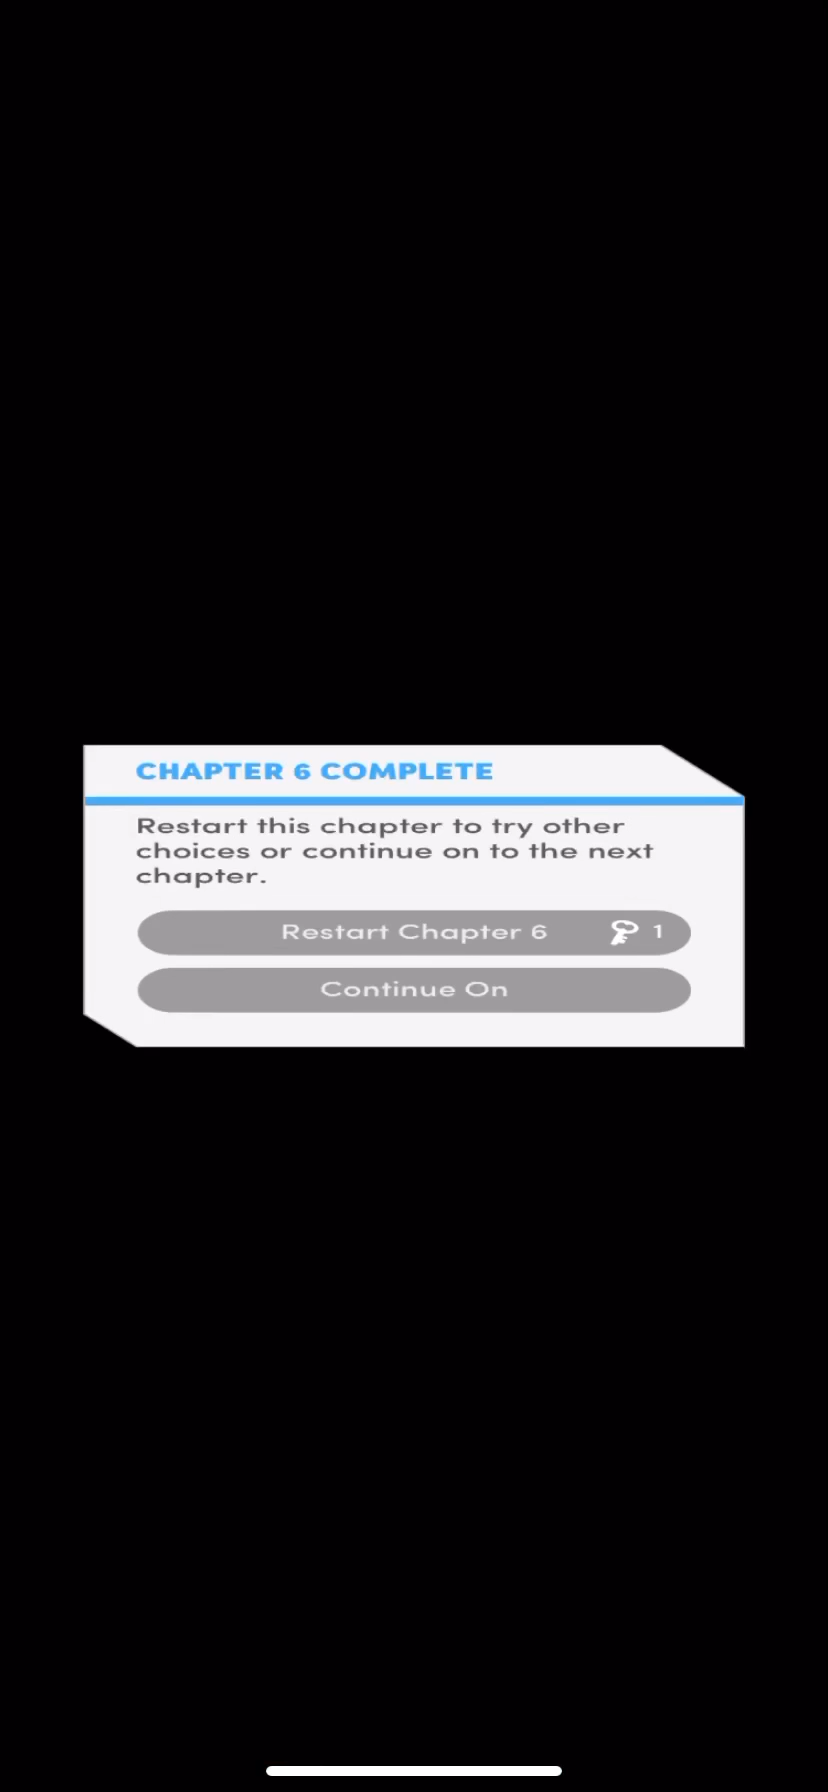 CHAPTER 6 COMPLETE
Restart this chapter to try other
choices or continue on to the next
chapter.
Restart Chapter 6 1
Continue On